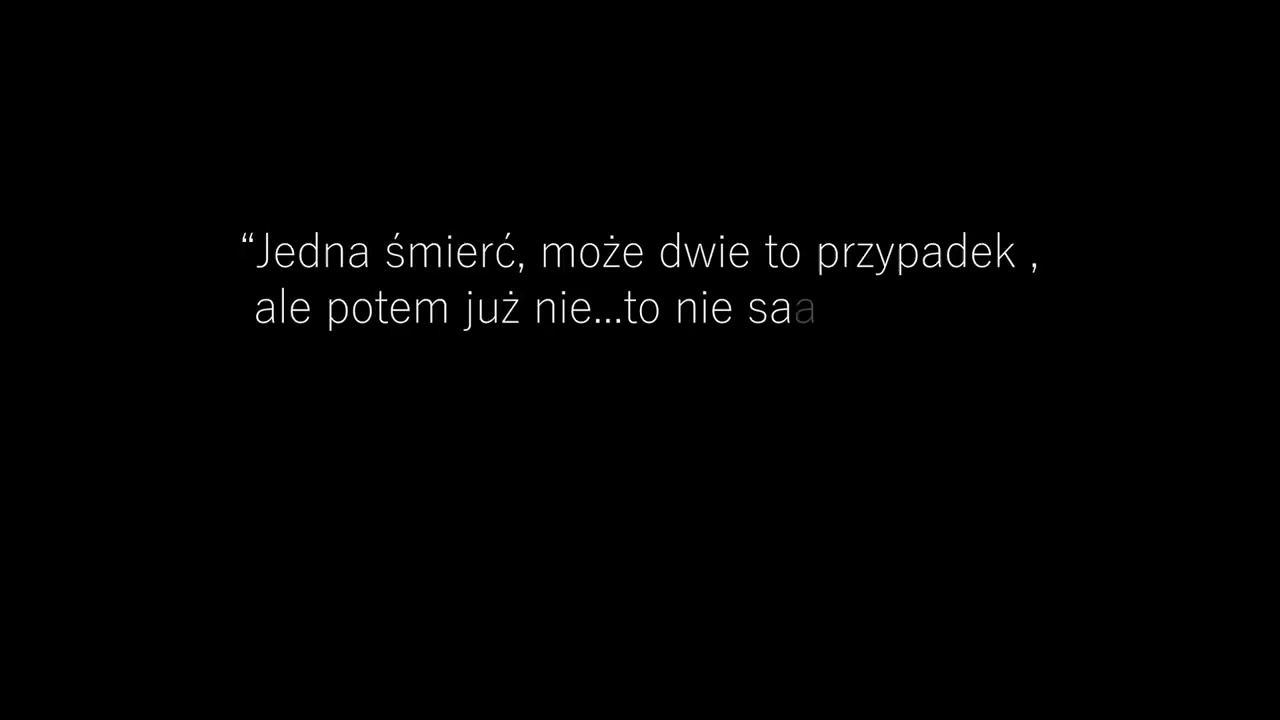 “Jedna śmierć, może dwie to przypadek ,
ale potem już nie...to nie saa